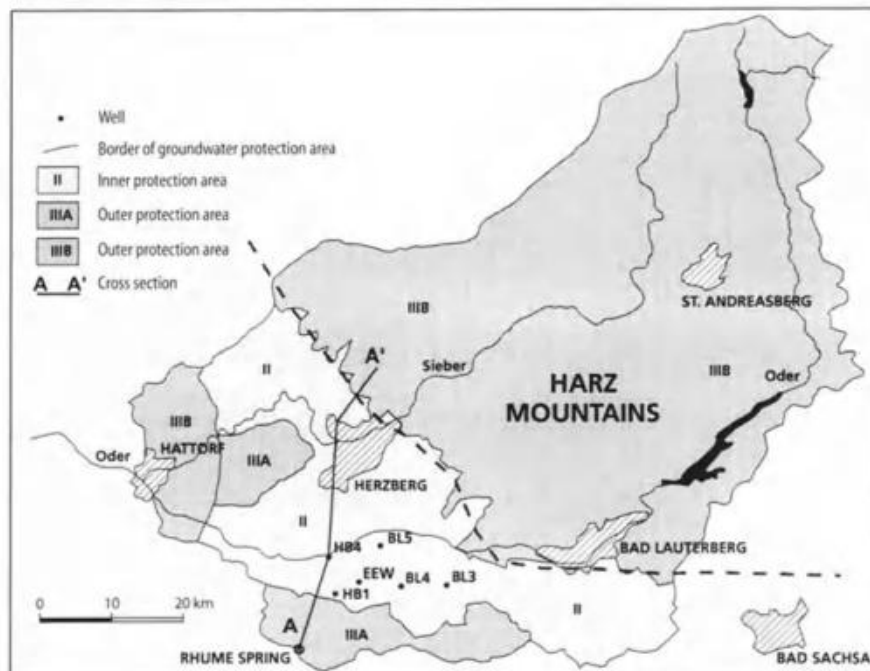 Well
Border of groundwater protection area
II Inner protection area
IIIA Outer protection area
IIIB Outer protection area
A A' Cross section
ST. ANDREASBERG
IIIB
A'
Sieber
II
HARZ
MOUNTAINS
IIIB
Oder
IIIB
HATTORF
Oder
IIIA
HERZBERG
II
HB4
BL5
BAD LAUTERBERG
EEW
BL4
BL3
HB1
II
0 10 20 km
A
IIIA
RHUME SPRING
BAD SACHSA